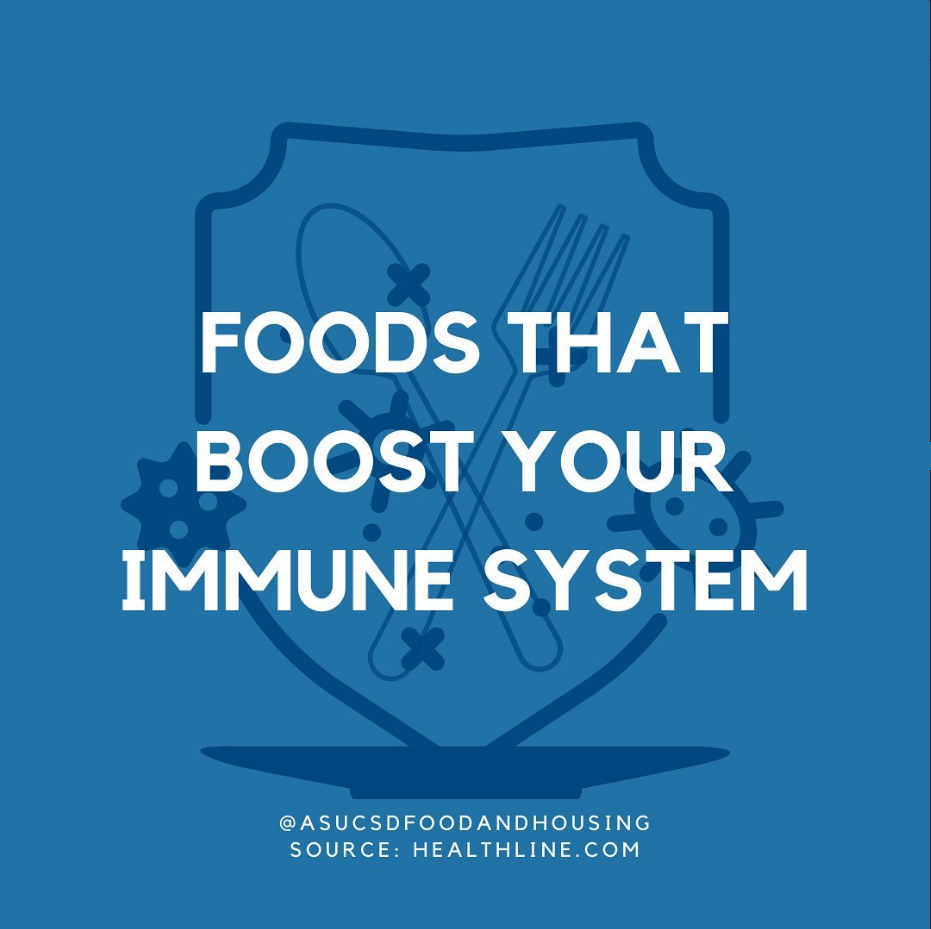 FOODS THAT
BOOST YOUR
IMMUNE SYSTEM
@ASUCSDFOODANDHOUSING
SOURCE: HEALTHLINE.COM